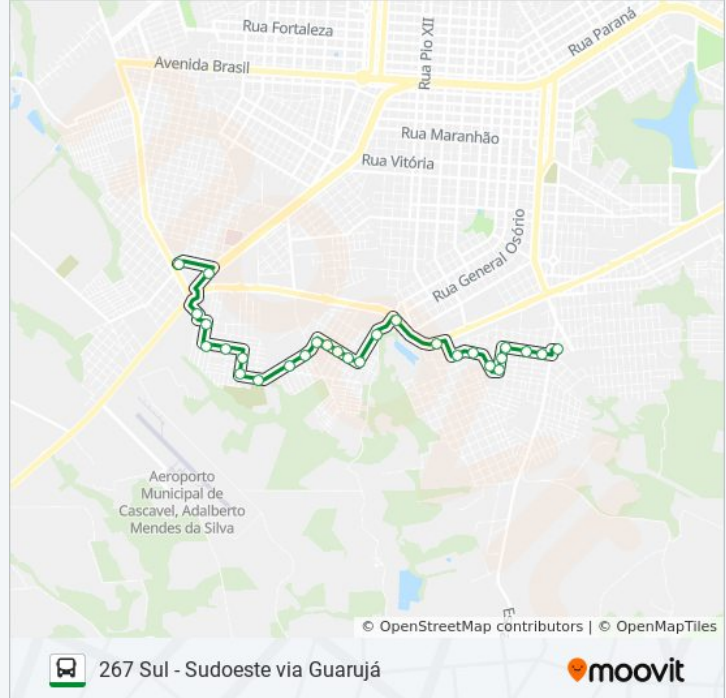 Rua Fortaleza
Rua Pio XII
Rua Paraná
Avenida Brasil
Rua Maranhão
Rua Vitória
Rua General Osório
Aeroporto
Municipal de
Cascavel, Adalberto
Mendes da Silva
© OpenStreetMap contributors | © OpenMapTiles
267 Sul - Sudoeste via Guarujá
moovit